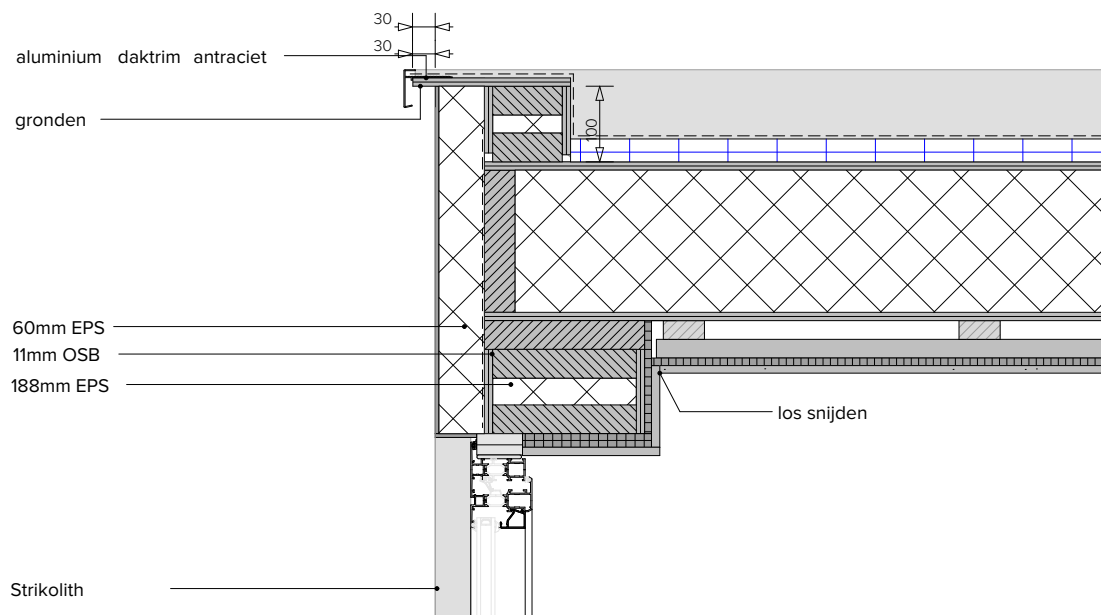 30
30
aluminium daktrim antraciet
gronden
100
60mm EPS
11mm OSB
188mm EPS
los snijden
Strikolith